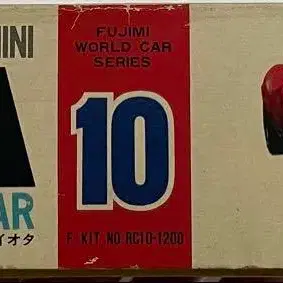 INI
FUJIMI
WORLD CAR
SERIES
10
AR
イオタ
F. KIT NO. RC10-1200